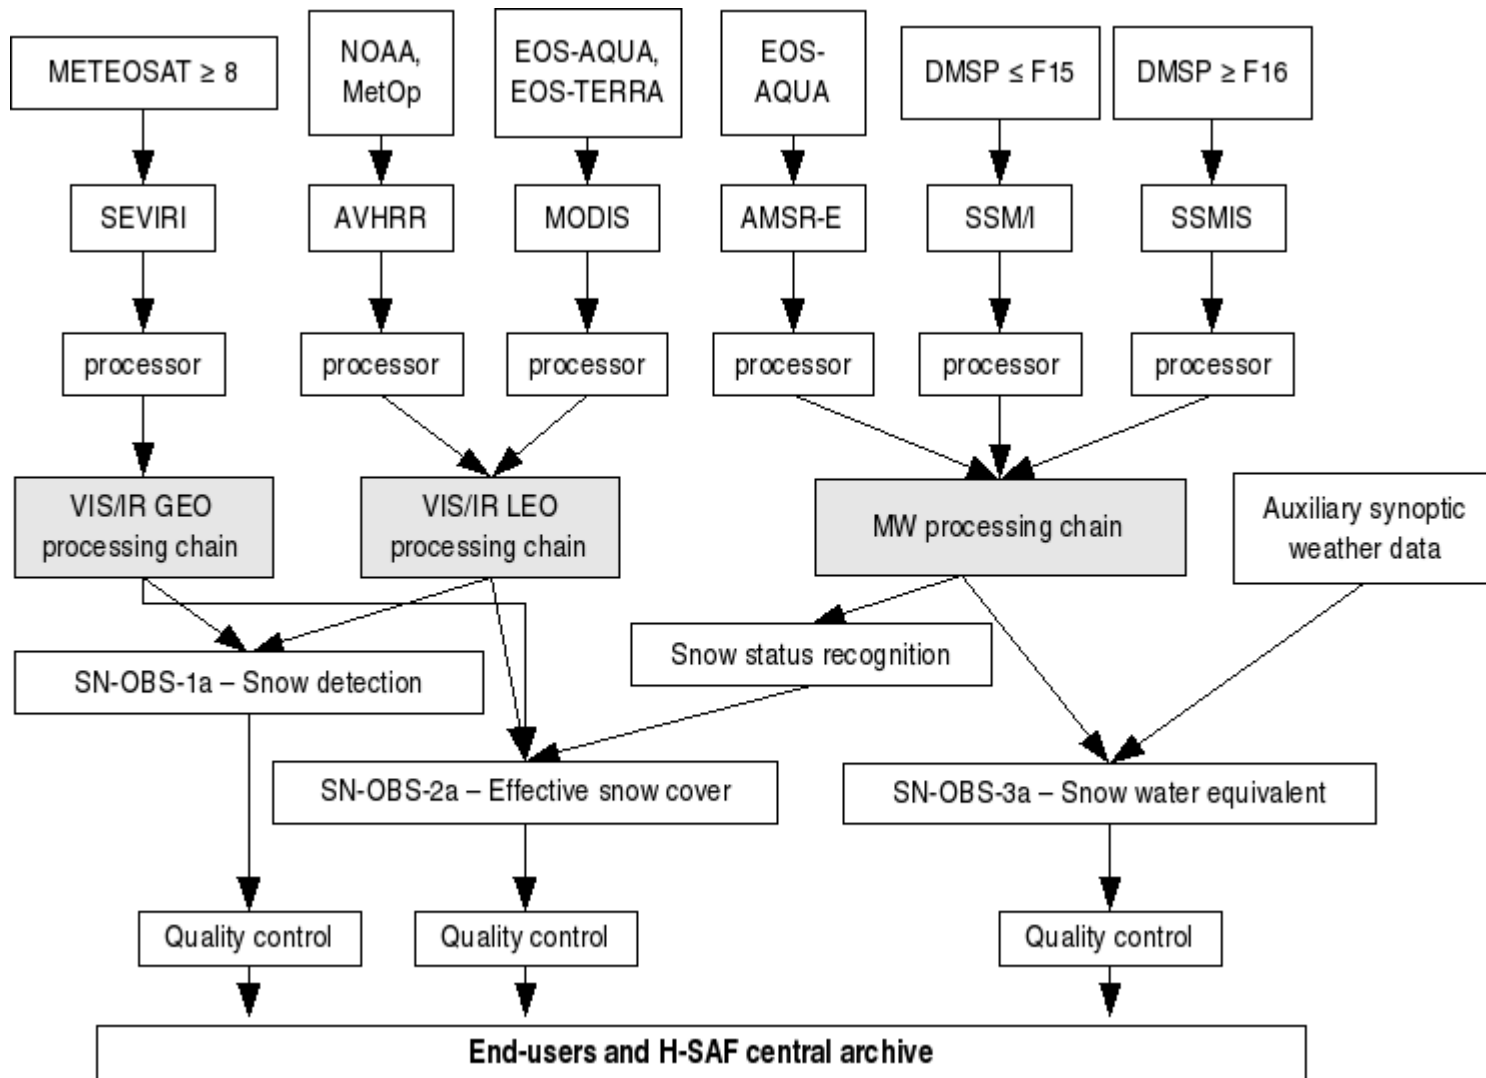 METEOSAT ≥ 8
NOAA,
MetOp
EOS-AQUA,
EOS-TERRA
EOS-
AQUA
DMSP ≤ F15
DMSP ≥ F16
SEVIRI
AVHRR
MODIS
AMSR-E
SSM/I
SSMIS
processor
processor
processor
processor
processor
processor
VIS/IR GEO
processing chain
VIS/IR LEO
processing chain
MW processing chain
Auxiliary synoptic
weather data
Snow status recognition
SN-OBS-1a – Snow detection
SN-OBS-2a – Effective snow cover
SN-OBS-3a – Snow water equivalent
Quality control
Quality control
Quality control
End-users and H-SAF central archive